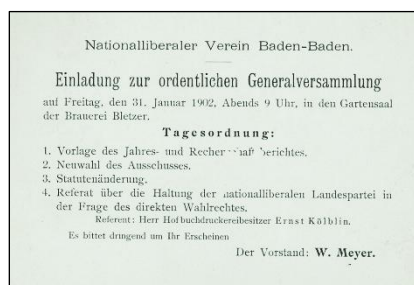 Nationalliberaler Verein Baden-Baden.
Einladung zur ordentlichen Generalversammlung
auf Freitag, den 31. Januar 1902, Abends 9 Uhr, in den Gartensaal
der Brauerei Bletzer.
Tagesordnung:
1. Vorlage des Jahres- und
2. Neuwahl des Ausschusses.
3. Statutenänderung.
4. Referat über die Haltung der nationalliberalen Landespartei in
der Frage des direkten Wahlrechtes.
Referent: Herr Hofbuchdruckereibesitzer Ernst Kölblin.
Es bittet dringend um Ihr Erscheinen
Der Vorstand: W. Meyer.